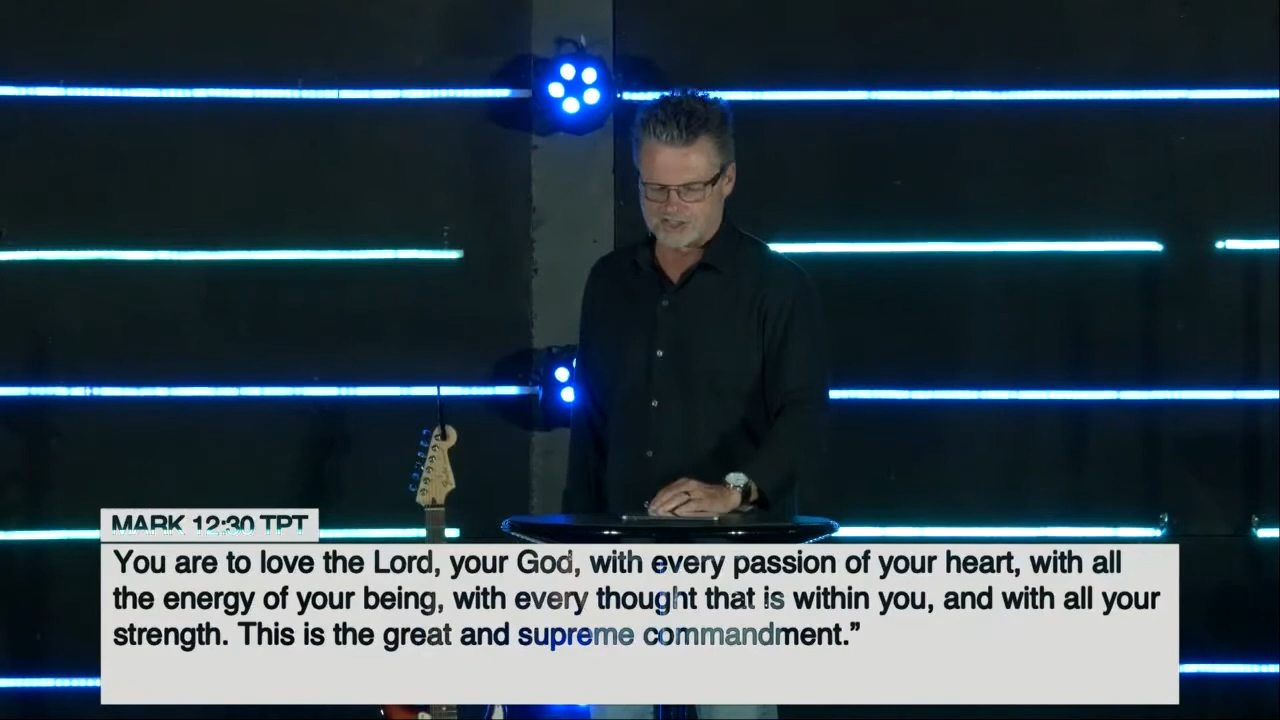 MARK 12:30 TPT
You are to love the Lord, your God, with every passion of your heart, with all
the energy of your being, with every thought that is within you, and with all your
strength. This is the great and supreme commandment.”